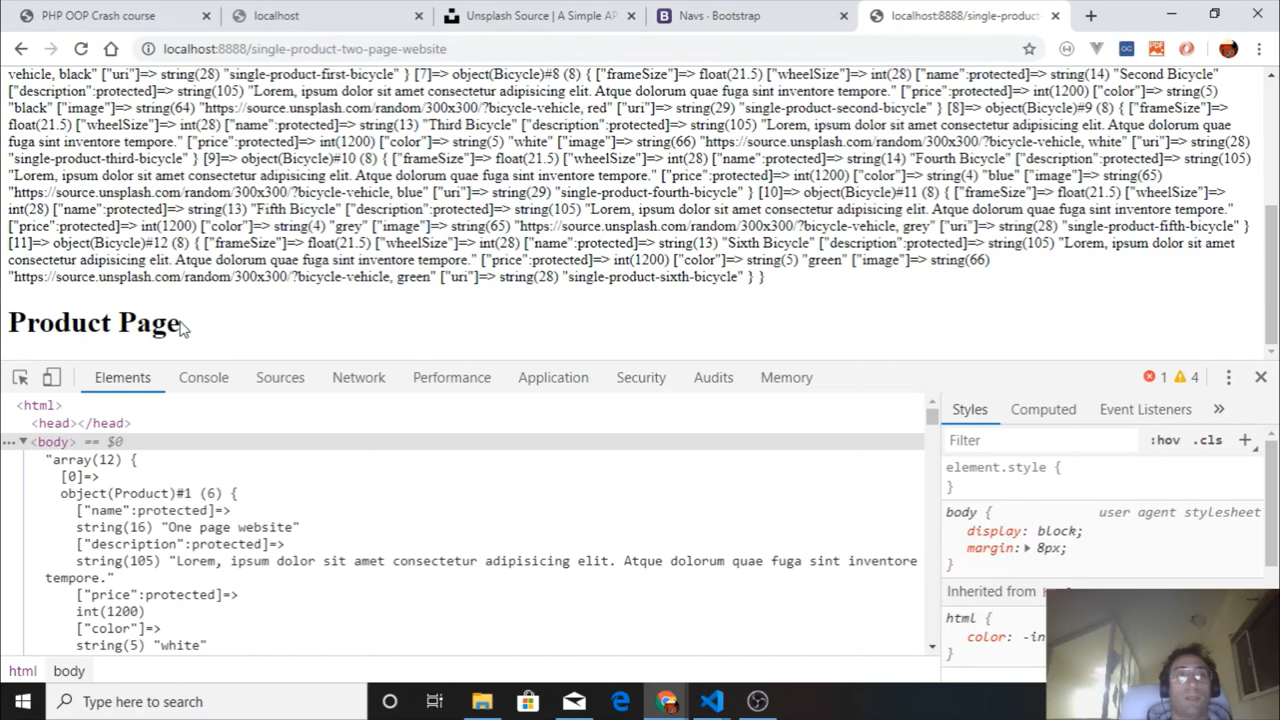 PHP OOP Crash course
localhost
Unsplash Source | A Simple AP
Navs · Bootstrap
localhost:8888/single-product-
localhost:8888/single-product-two-page-website
vehicle, black" ["uri"]=> string(28) "single-product-first-bicycle" } [7]=> object(Bicycle)#8 (8) { ["frameSize"]=> float(21.5) ["wheelSize"]=> int(28) ["name":protected]=> string(14) "Second Bicycle"
["description":protected]=> string(105) "Lorem, ipsum dolor sit amet consectetur adipisicing elit. Atque dolorum quae fuga sint inventore tempore." ["price":protected]=> int(1200) ["color"]=> string(5)
"black" ["image"]=> string(64) "https://source.unsplash.com/random/300x300/?bicycle-vehicle, red" ["uri"]=> string(29) "single-product-second-bicycle" } [8]=> object(Bicycle)#9 (8) { ["frameSize"]=>
float(21.5) ["wheelSize"]=> int(28) ["name":protected]=> string(13) "Third Bicycle" ["description":protected]=> string(105) "Lorem, ipsum dolor sit amet consectetur adipisicing elit. Atque dolorum
quae fuga sint inventore tempore." ["price":protected]=> int(1200) ["color"]=> string(5) "white" ["image"]=> string(66) "https://source.unsplash.com/random/300x300/?bicycle-vehicle, white" ["uri"]=> string(28)
"single-product-third-bicycle" } [9]=> object(Bicycle)#10 (8) { ["frameSize"]=> float(21.5) ["wheelSize"]=> int(28) ["name":protected]=> string(14) "Fourth Bicycle" ["description":protected]=> string(105)
"Lorem, ipsum dolor sit amet consectetur adipisicing elit. Atque dolorum quae fuga sint inventore tempore." ["price":protected]=> int(1200) ["color"]=> string(4) "blue" ["image"]=> string(65)
"https://source.unsplash.com/random/300x300/?bicycle-vehicle, blue" ["uri"]=> string(29) "single-product-fourth-bicycle" } [10]=> object(Bicycle)#11 (8) { ["frameSize"]=> float(21.5) ["wheelSize"]=>
int(28) ["name":protected]=> string(13) "Fifth Bicycle" ["description":protected]=> string(105) "Lorem, ipsum dolor sit amet consectetur adipisicing elit. Atque dolorum quae fuga sint inventore tempore."
["price":protected]=> int(1200) ["color"]=> string(4) "grey" ["image"]=> string(65) "https://source.unsplash.com/random/300x300/?bicycle-vehicle, grey" ["uri"]=> string(28) "single-product-fifth-bicycle" }
[11]=> object(Bicycle)#12 (8) { ["frameSize"]=> float(21.5) ["wheelSize"]=> int(28) ["name":protected]=> string(13) "Sixth Bicycle" ["description":protected]=> string(105) "Lorem, ipsum dolor sit amet
consectetur adipisicing elit. Atque dolorum quae fuga sint inventore tempore." ["price":protected]=> int(1200) ["color"]=> string(5) "green" ["image"]=> string(66)
"https://source.unsplash.com/random/300x300/?bicycle-vehicle, green" ["uri"]=> string(28) "single-product-sixth-bicycle" } }
Product Page
Elements Console Sources Network Performance Application Security Audits Memory 1 4
<html>
<head></head>
... <body> == $0
"array(12) {
[0]=>
object(Product)#1 (6) {
["name":protected]=>
string(16) "One page website"
["description":protected]=>
string(105) "Lorem, ipsum dolor sit amet consectetur adipisicing elit. Atque dolorum quae fuga sint inventore
tempore."
["price":protected]=>
int(1200)
["color"]=>
string(5) "white"
html body
Styles Computed Event Listeners »
Filter :hov .cls +
element.style {
}
body { user agent stylesheet
display: block;
margin: 8px;
}
Inherited from
html {
color: -in
}
Type here to search